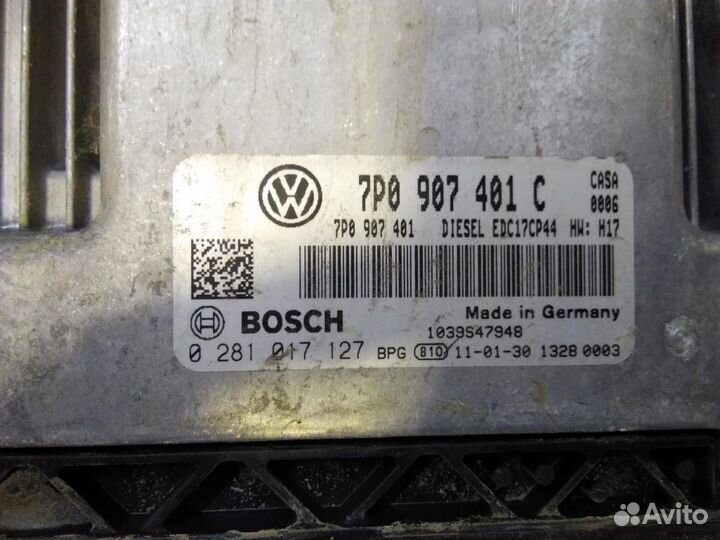 7P0 907 401 C CASA
0006
7P0 907 401 DIESEL EDC17CP44 HW: H17
Made in Germany
BOSCH 1039S47948
0 281 017 127 BPG 810 11-01-30 1328 0003
Avito